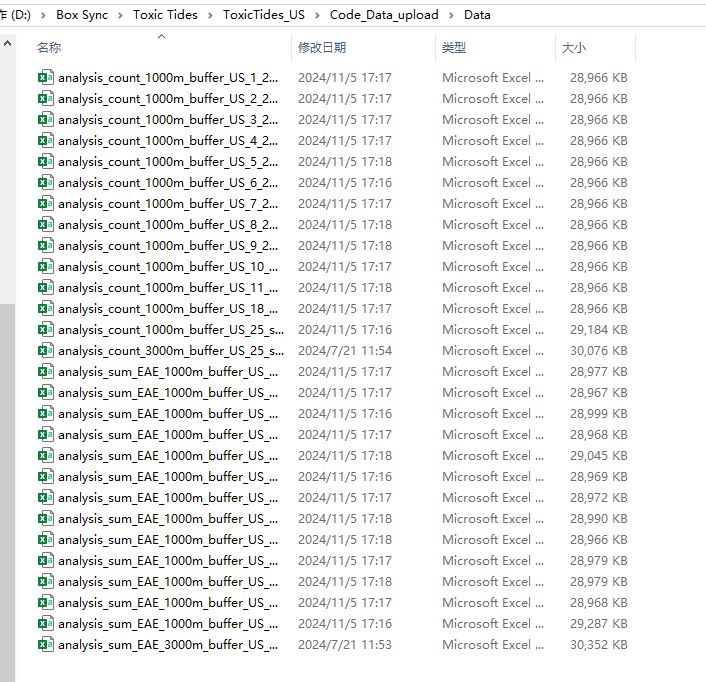 作 (D:) › Box Sync › Toxic Tides › ToxicTides_US › Code_Data_upload › Data
名称 修改日期 类型 大小
analysis_count_1000m_buffer_US_1_2... 2024/11/5 17:17 Microsoft Excel ... 28,966 KB
analysis_count_1000m_buffer_US_2_2... 2024/11/5 17:17 Microsoft Excel ... 28,966 KB
analysis_count_1000m_buffer_US_3_2... 2024/11/5 17:17 Microsoft Excel ... 28,966 KB
analysis_count_1000m_buffer_US_4_2... 2024/11/5 17:17 Microsoft Excel ... 28,966 KB
analysis_count_1000m_buffer_US_5_2... 2024/11/5 17:18 Microsoft Excel ... 28,966 KB
analysis_count_1000m_buffer_US_6_2... 2024/11/5 17:16 Microsoft Excel ... 28,966 KB
analysis_count_1000m_buffer_US_7_2... 2024/11/5 17:17 Microsoft Excel ... 28,966 KB
analysis_count_1000m_buffer_US_8_2... 2024/11/5 17:18 Microsoft Excel ... 28,966 KB
analysis_count_1000m_buffer_US_9_2... 2024/11/5 17:18 Microsoft Excel ... 28,966 KB
analysis_count_1000m_buffer_US_10_... 2024/11/5 17:17 Microsoft Excel ... 28,966 KB
analysis_count_1000m_buffer_US_11_... 2024/11/5 17:18 Microsoft Excel ... 28,966 KB
analysis_count_1000m_buffer_US_18_... 2024/11/5 17:17 Microsoft Excel ... 28,966 KB
analysis_count_1000m_buffer_US_25_s... 2024/11/5 17:16 Microsoft Excel ... 29,184 KB
analysis_count_3000m_buffer_US_25_s... 2024/7/21 11:54 Microsoft Excel ... 30,076 KB
analysis_sum_EAE_1000m_buffer_US_... 2024/11/5 17:17 Microsoft Excel ... 28,977 KB
analysis_sum_EAE_1000m_buffer_US_... 2024/11/5 17:17 Microsoft Excel ... 28,967 KB
analysis_sum_EAE_1000m_buffer_US_... 2024/11/5 17:16 Microsoft Excel ... 28,999 KB
analysis_sum_EAE_1000m_buffer_US_... 2024/11/5 17:17 Microsoft Excel ... 28,968 KB
analysis_sum_EAE_1000m_buffer_US_... 2024/11/5 17:18 Microsoft Excel ... 29,045 KB
analysis_sum_EAE_1000m_buffer_US_... 2024/11/5 17:16 Microsoft Excel ... 28,969 KB
analysis_sum_EAE_1000m_buffer_US_... 2024/11/5 17:17 Microsoft Excel ... 28,972 KB
analysis_sum_EAE_1000m_buffer_US_... 2024/11/5 17:18 Microsoft Excel ... 28,990 KB
analysis_sum_EAE_1000m_buffer_US_... 2024/11/5 17:18 Microsoft Excel ... 28,966 KB
analysis_sum_EAE_1000m_buffer_US_... 2024/11/5 17:17 Microsoft Excel ... 28,979 KB
analysis_sum_EAE_1000m_buffer_US_... 2024/11/5 17:18 Microsoft Excel ... 28,979 KB
analysis_sum_EAE_1000m_buffer_US_... 2024/11/5 17:17 Microsoft Excel ... 28,968 KB
analysis_sum_EAE_1000m_buffer_US_... 2024/11/5 17:16 Microsoft Excel ... 29,287 KB
analysis_sum_EAE_3000m_buffer_US_... 2024/7/21 11:53 Microsoft Excel ... 30,352 KB